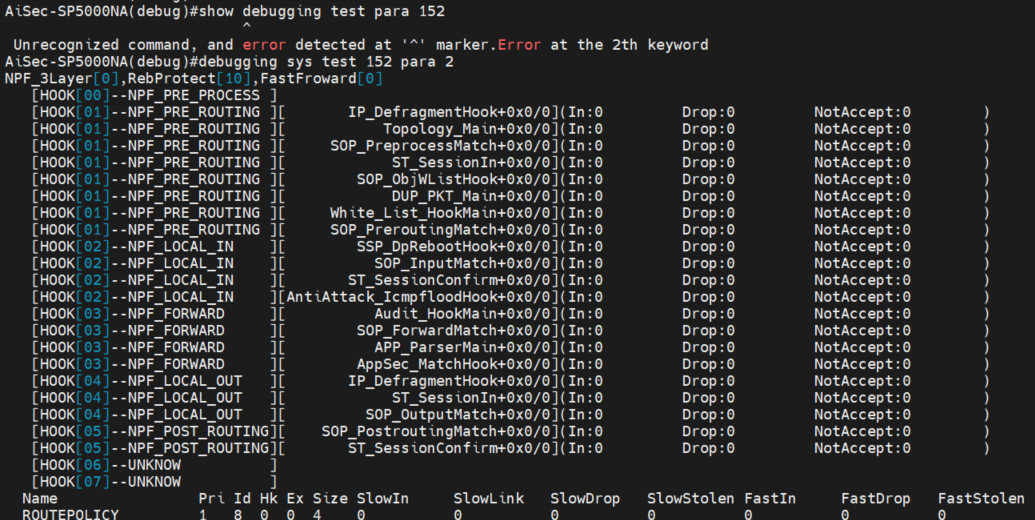 AiSec-SP5000NA(debug)#show debugging test para 152
^
Unrecognized command, and error detected at '^' marker.Error at the 2th keyword
AiSec-SP5000NA(debug)#debugging sys test 152 para 2
NPF_3Layer[0],RebProtect[10],FastFroward[0]
[HOOK[00]--NPF_PRE_PROCESS ]
[HOOK[01]--NPF_PRE_ROUTING ][ IP_DefragmentHook+0x0/0](In:0 Drop:0 NotAccept:0 )
[HOOK[01]--NPF_PRE_ROUTING ][ Topology_Main+0x0/0](In:0 Drop:0 NotAccept:0 )
[HOOK[01]--NPF_PRE_ROUTING ][ SOP_PreprocessMatch+0x0/0](In:0 Drop:0 NotAccept:0 )
[HOOK[01]--NPF_PRE_ROUTING ][ ST_SessionIn+0x0/0](In:0 Drop:0 NotAccept:0 )
[HOOK[01]--NPF_PRE_ROUTING ][ SOP_ObjWListHook+0x0/0](In:0 Drop:0 NotAccept:0 )
[HOOK[01]--NPF_PRE_ROUTING ][ DUP_PKT_Main+0x0/0](In:0 Drop:0 NotAccept:0 )
[HOOK[01]--NPF_PRE_ROUTING ][ White_List_HookMain+0x0/0](In:0 Drop:0 NotAccept:0 )
[HOOK[01]--NPF_PRE_ROUTING ][ SOP_PreroutingMatch+0x0/0](In:0 Drop:0 NotAccept:0 )
[HOOK[02]--NPF_LOCAL_IN ][ SSP_DpRebootHook+0x0/0](In:0 Drop:0 NotAccept:0 )
[HOOK[02]--NPF_LOCAL_IN ][ SOP_InputMatch+0x0/0](In:0 Drop:0 NotAccept:0 )
[HOOK[02]--NPF_LOCAL_IN ][ ST_SessionConfirm+0x0/0](In:0 Drop:0 NotAccept:0 )
[HOOK[02]--NPF_LOCAL_IN ][AntiAttack_IcmpfloodHook+0x0/0](In:0 Drop:0 NotAccept:0 )
[HOOK[03]--NPF_FORWARD ][ Audit_HookMain+0x0/0](In:0 Drop:0 NotAccept:0 )
[HOOK[03]--NPF_FORWARD ][ SOP_ForwardMatch+0x0/0](In:0 Drop:0 NotAccept:0 )
[HOOK[03]--NPF_FORWARD ][ APP_ParserMain+0x0/0](In:0 Drop:0 NotAccept:0 )
[HOOK[03]--NPF_FORWARD ][ AppSec_MatchHook+0x0/0](In:0 Drop:0 NotAccept:0 )
[HOOK[04]--NPF_LOCAL_OUT ][ IP_DefragmentHook+0x0/0](In:0 Drop:0 NotAccept:0 )
[HOOK[04]--NPF_LOCAL_OUT ][ ST_SessionIn+0x0/0](In:0 Drop:0 NotAccept:0 )
[HOOK[04]--NPF_LOCAL_OUT ][ SOP_OutputMatch+0x0/0](In:0 Drop:0 NotAccept:0 )
[HOOK[05]--NPF_POST_ROUTING][ SOP_PostroutingMatch+0x0/0](In:0 Drop:0 NotAccept:0 )
[HOOK[05]--NPF_POST_ROUTING][ ST_SessionConfirm+0x0/0](In:0 Drop:0 NotAccept:0 )
[HOOK[06]--UNKNOW ]
[HOOK[07]--UNKNOW ]
Name Pri Id Hk Ex Size SlowIn SlowLink SlowDrop SlowStolen FastIn FastDrop FastStolen
ROUTEPOLICY 1 8 0 0 4 0 0 0 0 0 0 0